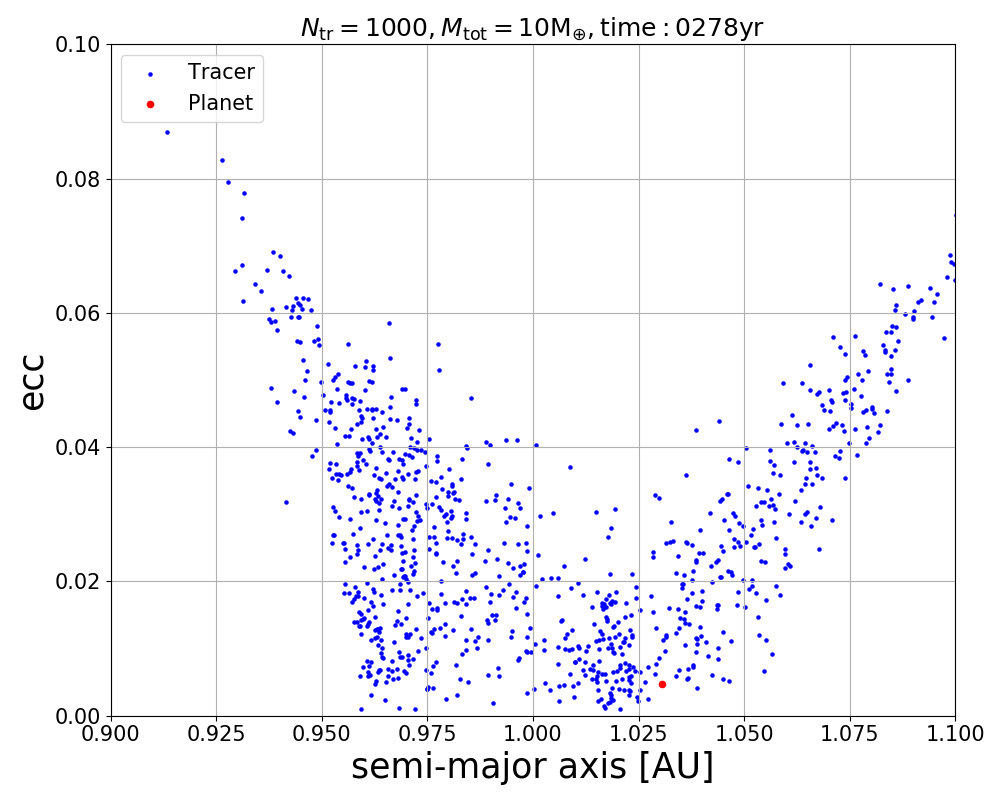 N_tr = 1000, M_tot = 10M_⊕, time : 0278yr
Tracer
Planet
0.10
0.08
0.06
0.04
0.02
0.00
ecc
0.900 0.925 0.950 0.975 1.000 1.025 1.050 1.075 1.100
semi-major axis [AU]